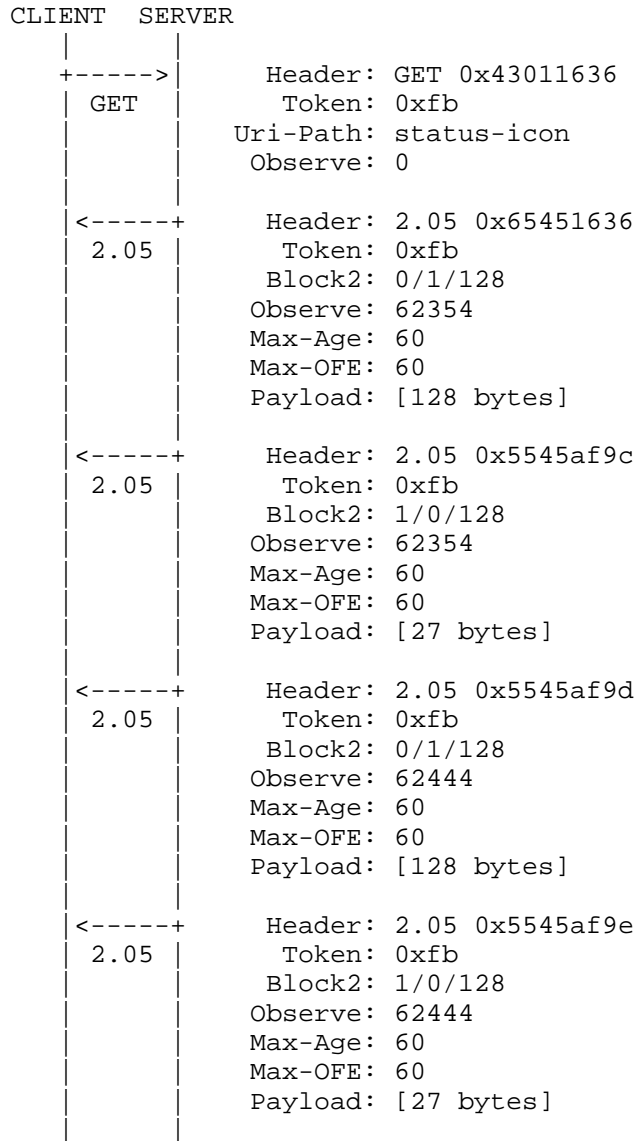 CLIENT  SERVER
  |      |
  +----->|     Header: GET 0x43011636
  | GET  |      Token: 0xfb
  |      |   Uri-Path: status-icon
  |      |    Observe: 0
  |      |
  |<-----+     Header: 2.05 0x65451636
  | 2.05 |      Token: 0xfb
  |      |     Block2: 0/1/128
  |      |    Observe: 62354
  |      |    Max-Age: 60
  |      |    Max-OFE: 60
  |      |    Payload: [128 bytes]
  |      |
  |<-----+     Header: 2.05 0x5545af9c
  | 2.05 |      Token: 0xfb
  |      |     Block2: 1/0/128
  |      |    Observe: 62354
  |      |    Max-Age: 60
  |      |    Max-OFE: 60
  |      |    Payload: [27 bytes]
  |      |
  |<-----+     Header: 2.05 0x5545af9d
  | 2.05 |      Token: 0xfb
  |      |     Block2: 0/1/128
  |      |    Observe: 62444
  |      |    Max-Age: 60
  |      |    Max-OFE: 60
  |      |    Payload: [128 bytes]
  |      |
  |<-----+     Header: 2.05 0x5545af9e
  | 2.05 |      Token: 0xfb
  |      |     Block2: 1/0/128
  |      |    Observe: 62444
  |      |    Max-Age: 60
  |      |    Max-OFE: 60
  |      |    Payload: [27 bytes]
  |      |